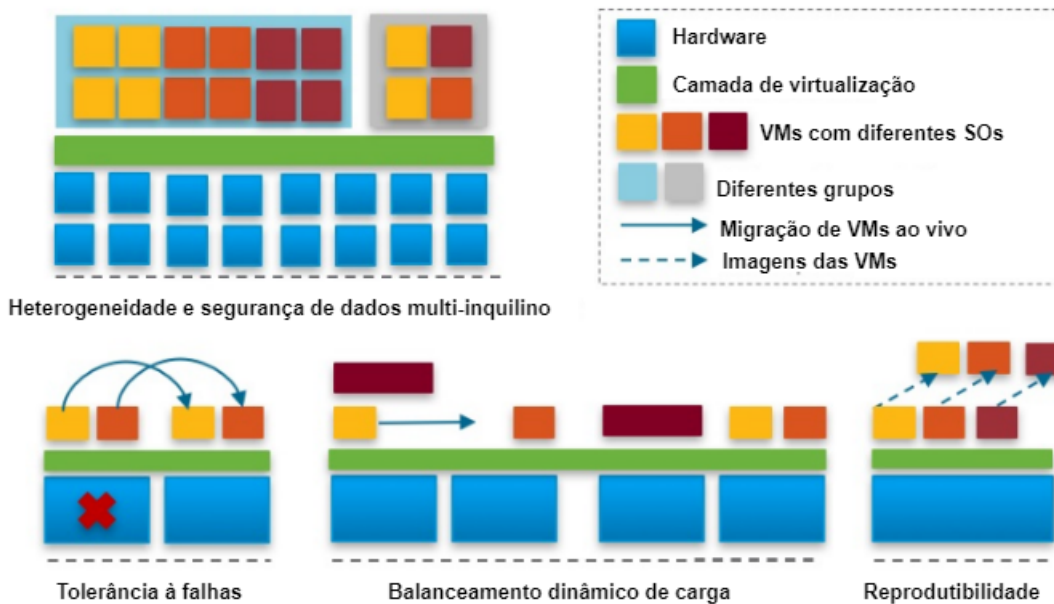 Hardware
Camada de virtualização
VMs com diferentes SOs
Diferentes grupos
Migração de VMs ao vivo
Imagens das VMs
Heterogeneidade e segurança de dados multi-inquilino
Tolerância à falhas
Balanceamento dinâmico de carga
Reprodutibilidade